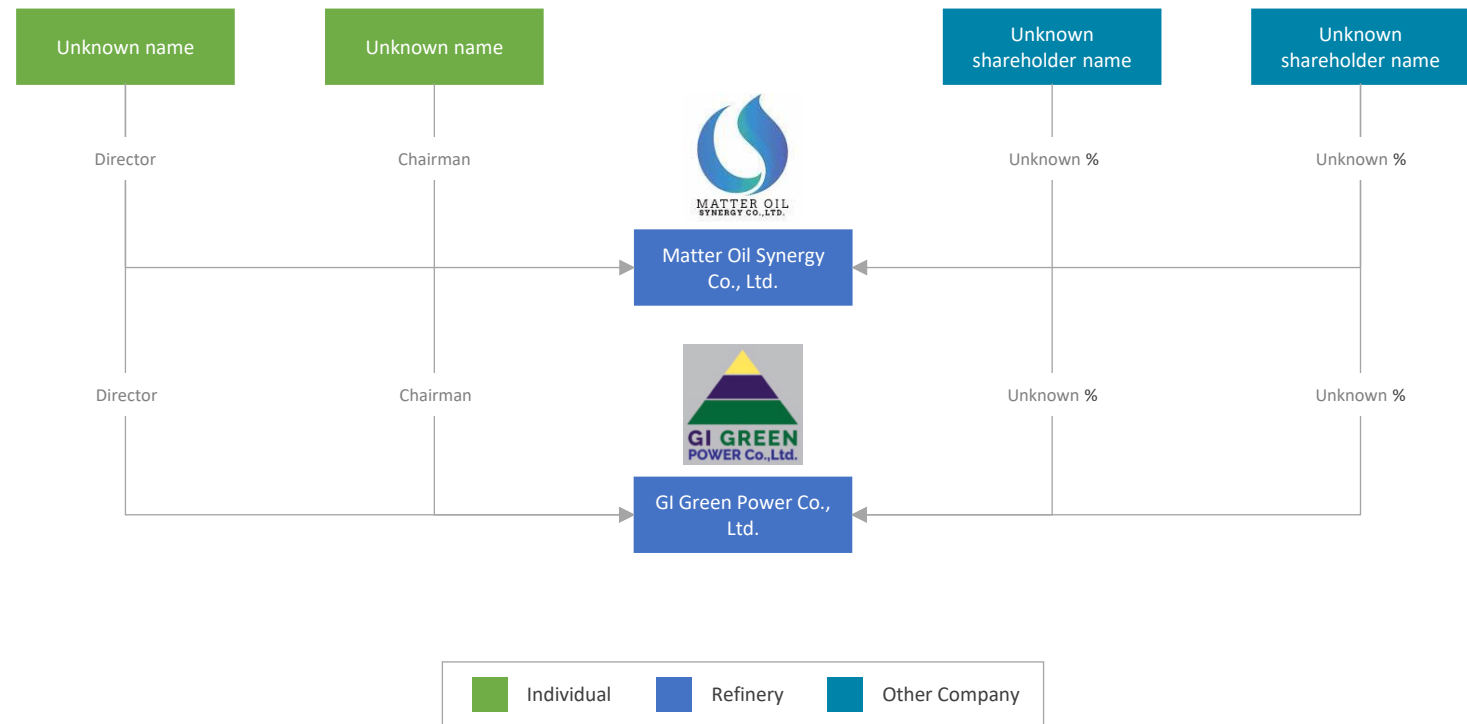 Unknown name
Unknown name
Unknown
shareholder name
Unknown
shareholder name
Director
Chairman
Unknown %
Unknown %
MATTER OIL
SYNERGY CO.,LTD.
Matter Oil Synergy
Co., Ltd.
Director
Chairman
Unknown %
Unknown %
GI GREEN
POWER Co.,Ltd.
GI Green Power Co.,
Ltd.
Individual
Refinery
Other Company